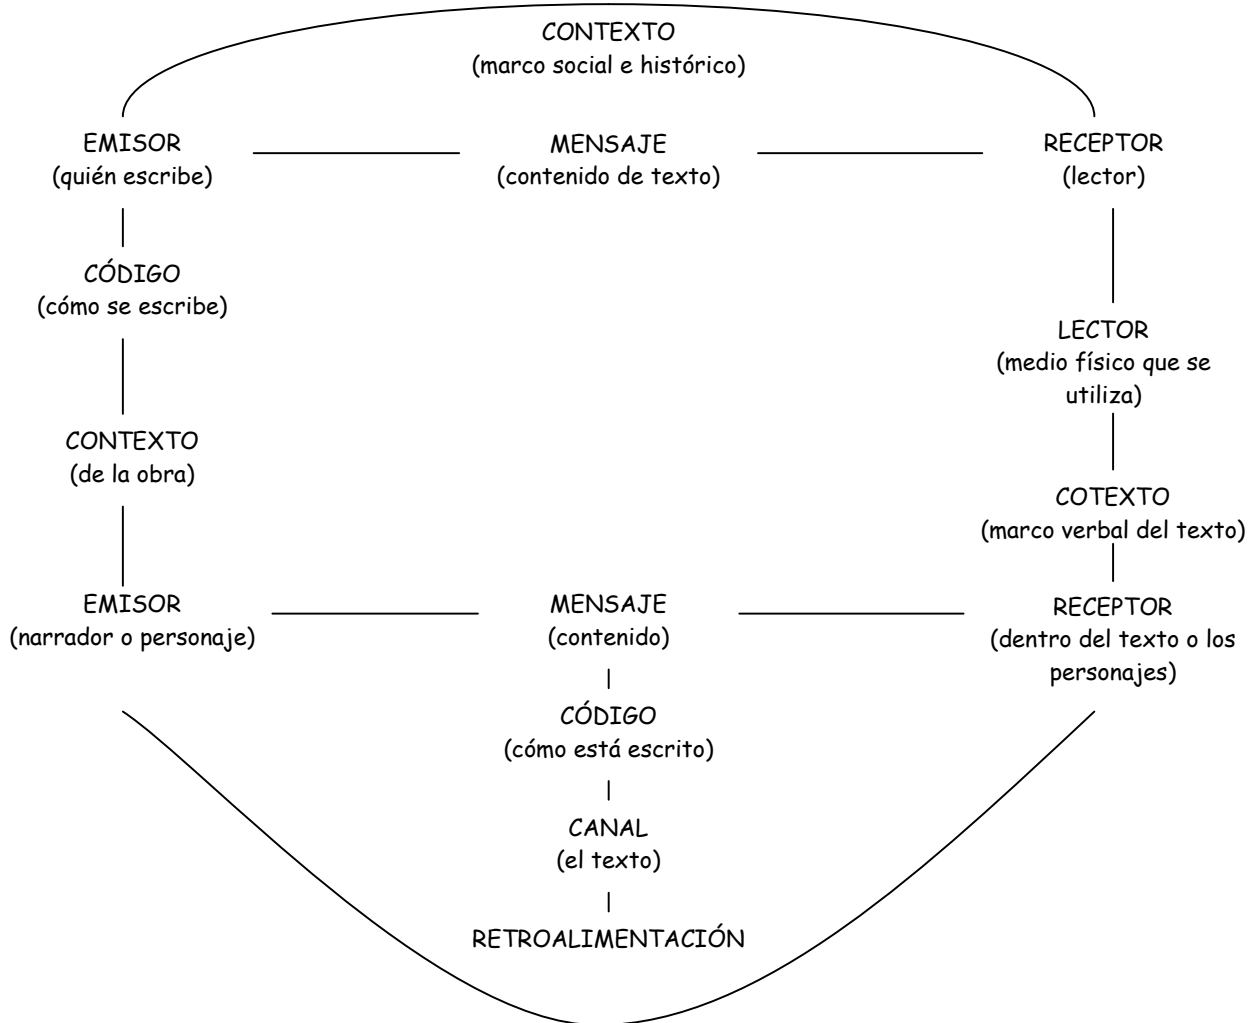 CONTEXTO
(marco social e histórico)
EMISOR
(quién escribe)
MENSAJE
(contenido de texto)
RECEPTOR
(lector)
CÓDIGO
(cómo se escribe)
LECTOR
(medio físico que se
utiliza)
CONTEXTO
(de la obra)
COTEXTO
(marco verbal del texto)
EMISOR
(narrador o personaje)
MENSAJE
(contenido)
RECEPTOR
(dentro del texto o los
personajes)
CÓDIGO
(cómo está escrito)
CANAL
(el texto)
RETROALIMENTACIÓN